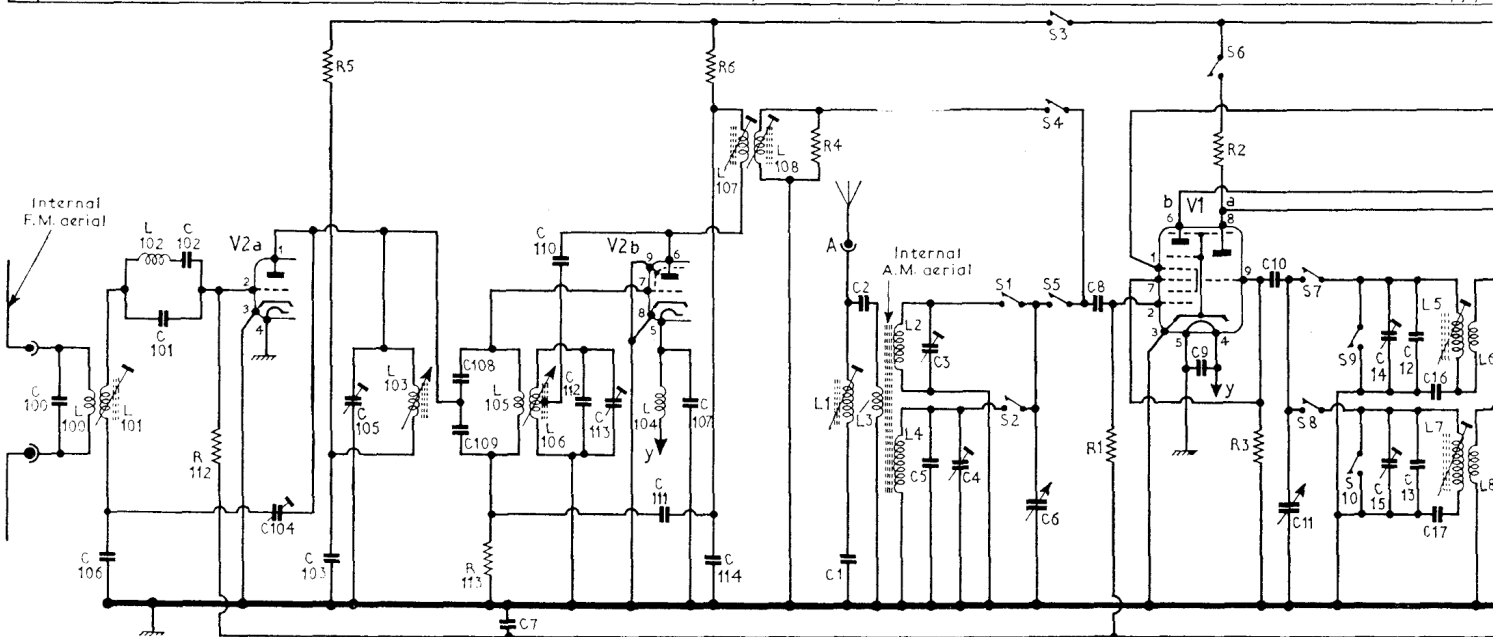 S3
S6
R5
R6
S4
R4
R2
L
107
L
108
Internal
F.M. aerial
L
102
C
102
V2a
1
2
3
4
C
101
C
110
V2b
9
6
7
8
5
A
Internal
A.M. aerial
C2
S1
S5
C8
b
V1
a
6
8
1
7
2
3
5
4
9
C10
S7
C9
y
C
100
L
100
L
101
R
112
C
105
L
103
C108
C109
L
105
L
106
C
112
C
113
L
104
y
C
107
L1
L3
L2
C3
L4
S2
C5
C4
C6
R1
R3
S9
C
14
C
12
L5
L6
C16
S8
S
10
C
15
C
13
L7
L8
C17
C11
C104
C
106
C
103
C
111
R
113
C
114
C1
C7